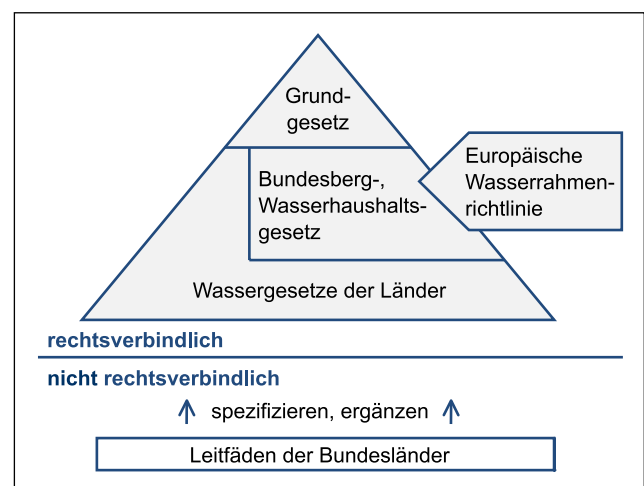 Grund-
gesetz
Bundesberg-,
Wasserhaushalts-
gesetz
Europäische
Wasserrahmen-
richtlinie
Wassergesetze der Länder
rechtsverbindlich
nicht rechtsverbindlich
spezifizieren, ergänzen
Leitfäden der Bundesländer